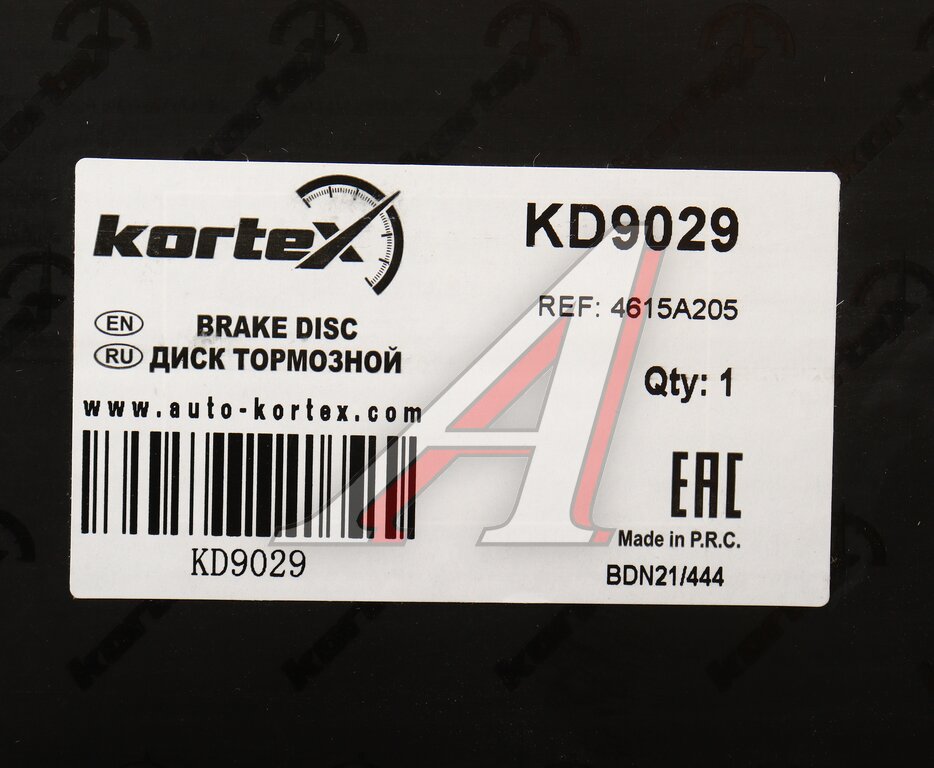 kortex
KD9029
REF: 4615A205
EN BRAKE DISC
RU ДИСК ТОРМОЗНОЙ
Qty: 1
www.auto-kortex.com
KD9029
EAC
Made in P.R.C.
BDN21/444